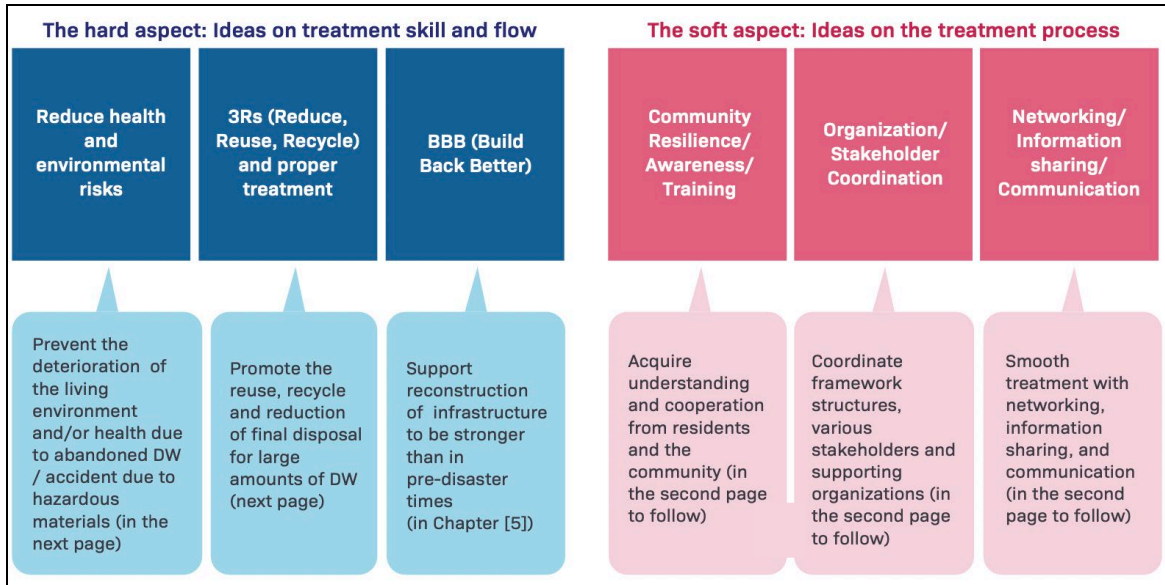 The hard aspect: Ideas on treatment skill and flow
Reduce health
and
environmental
risks
3Rs (Reduce,
Reuse, Recycle)
and proper
treatment
BBB (Build
Back Better)
Prevent the
deterioration of
the living
environment
and/or health due
to abandoned DW
/ accident due to
hazardous
materials (in the
next page)
Promote the
reuse, recycle
and reduction
of final disposal
for large
amounts of DW
(next page)
Support
reconstruction
of infrastructure
to be stronger
than in
pre-disaster
times
(in Chapter [5])
The soft aspect: Ideas on the treatment process
Community
Resilience/
Awareness/
Training
Organization/
Stakeholder
Coordination
Networking/
Information
sharing/
Communication
Acquire
understanding
and cooperation
from residents
and the
community (in
the second page
to follow)
Coordinate
framework
structures,
various
stakeholders and
supporting
organizations (in
the second page
to follow)
Smooth
treatment with
networking,
information
sharing, and
communication
(in the second
page to follow)